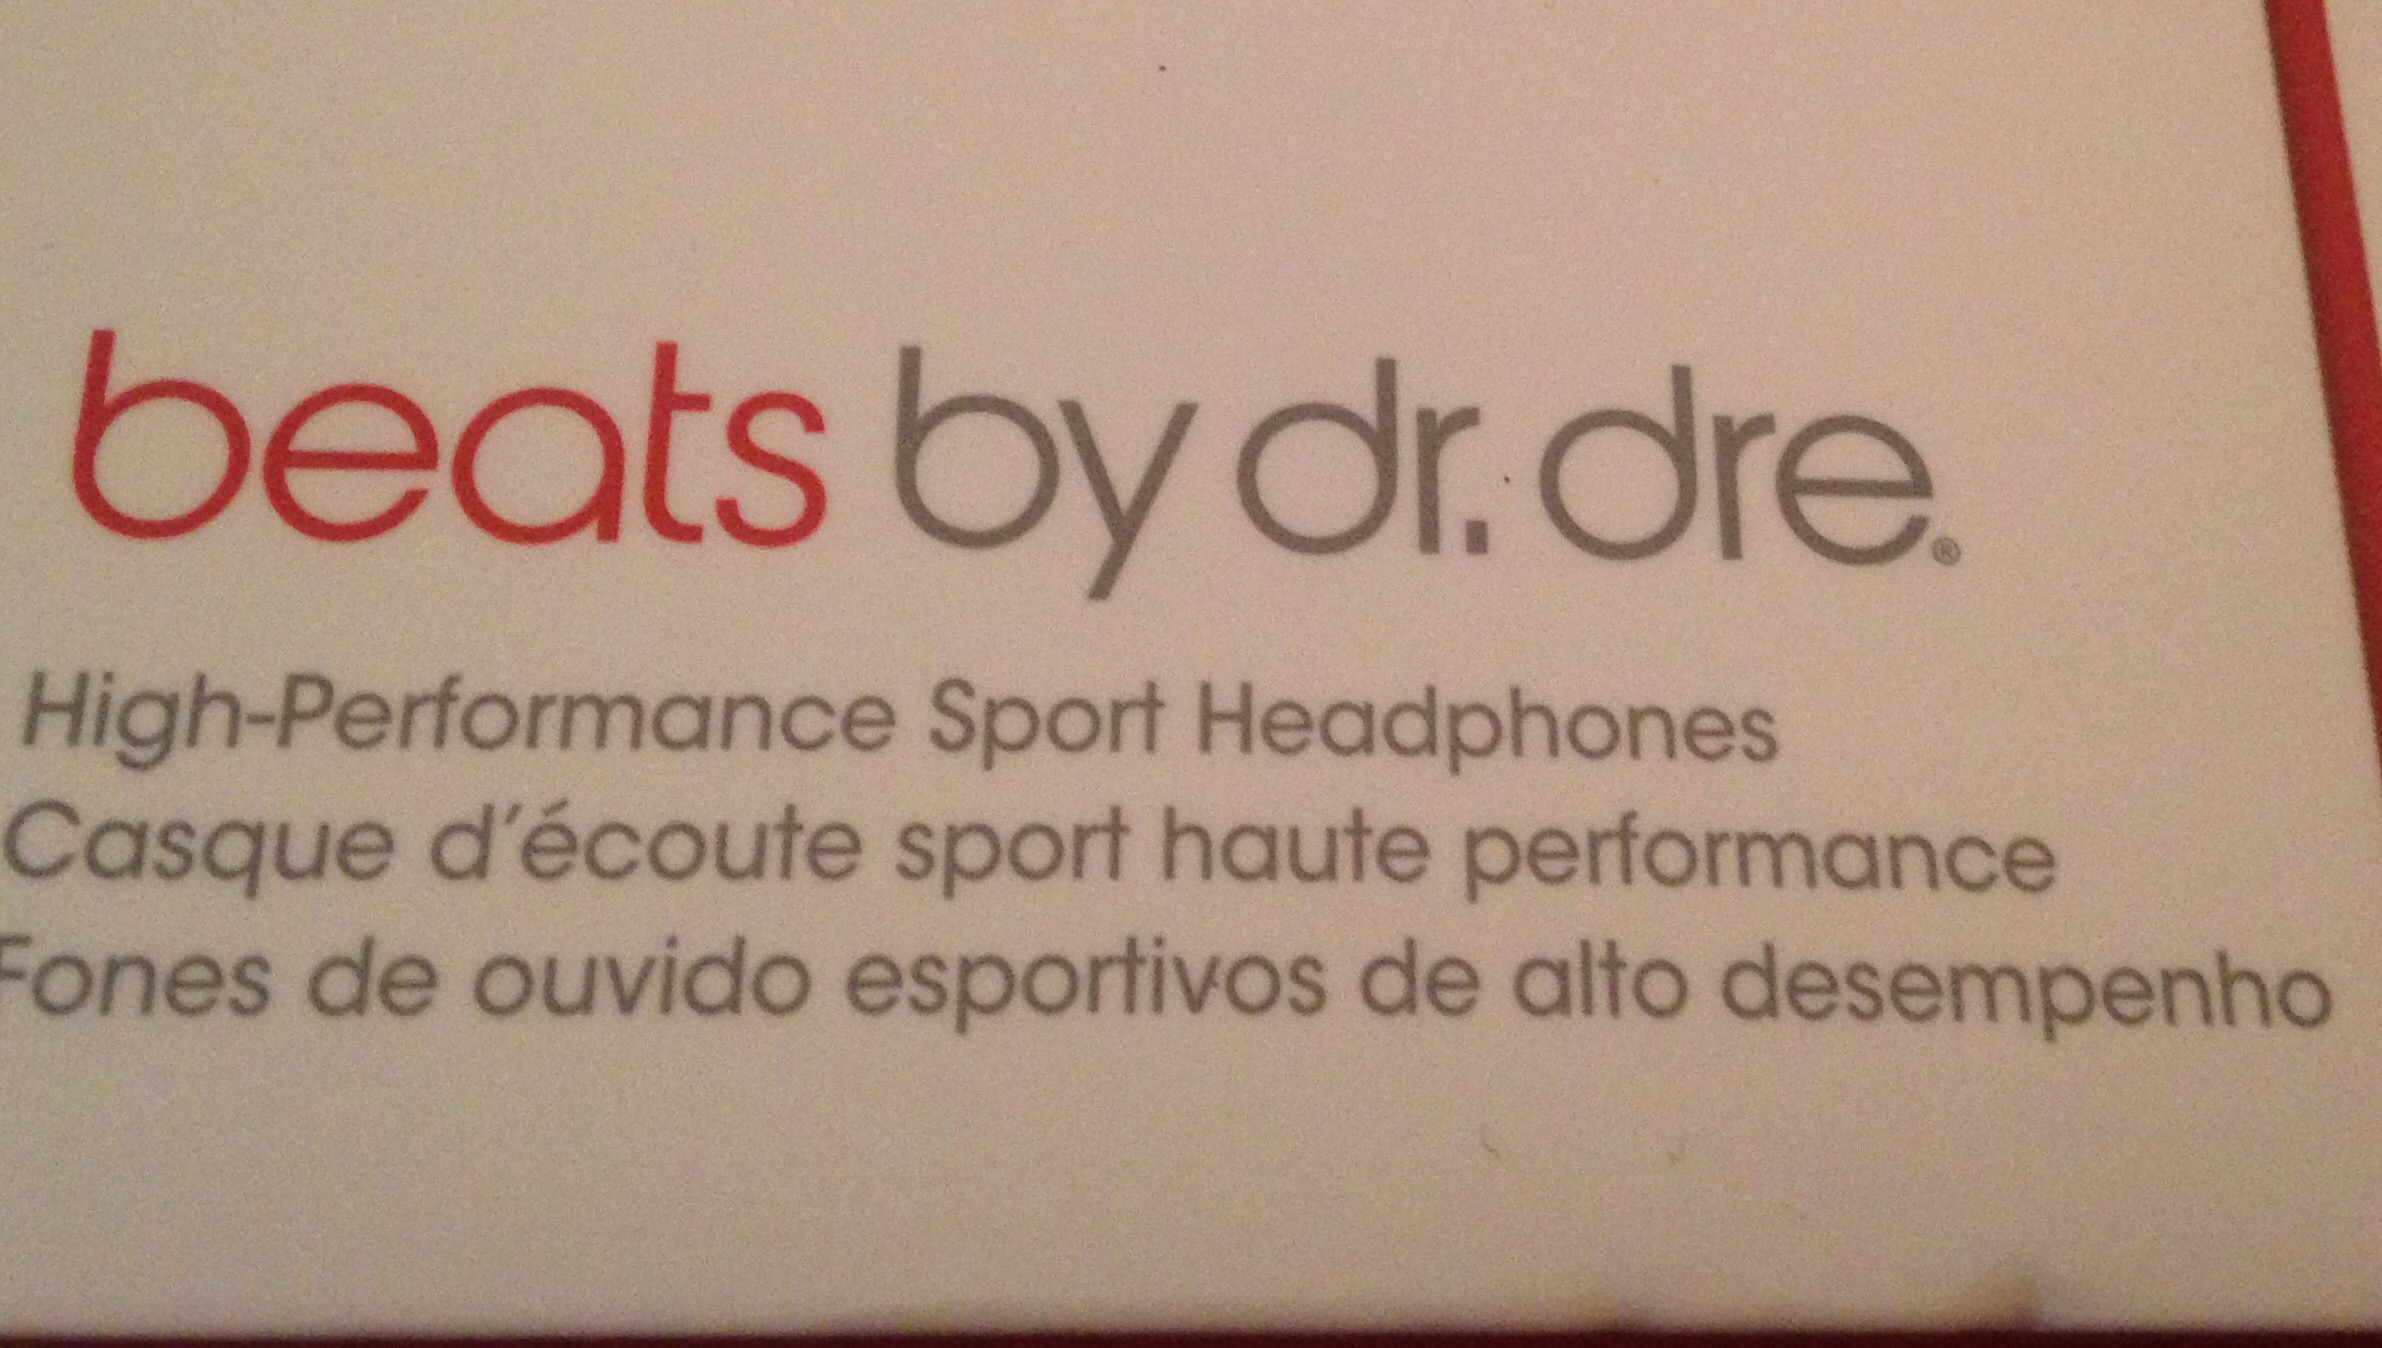 beats by dr. dre.®
High-Performance Sport Headphones
Casque d'écoute sport haute performance
Fones de ouvido esportivos de alto desempenho